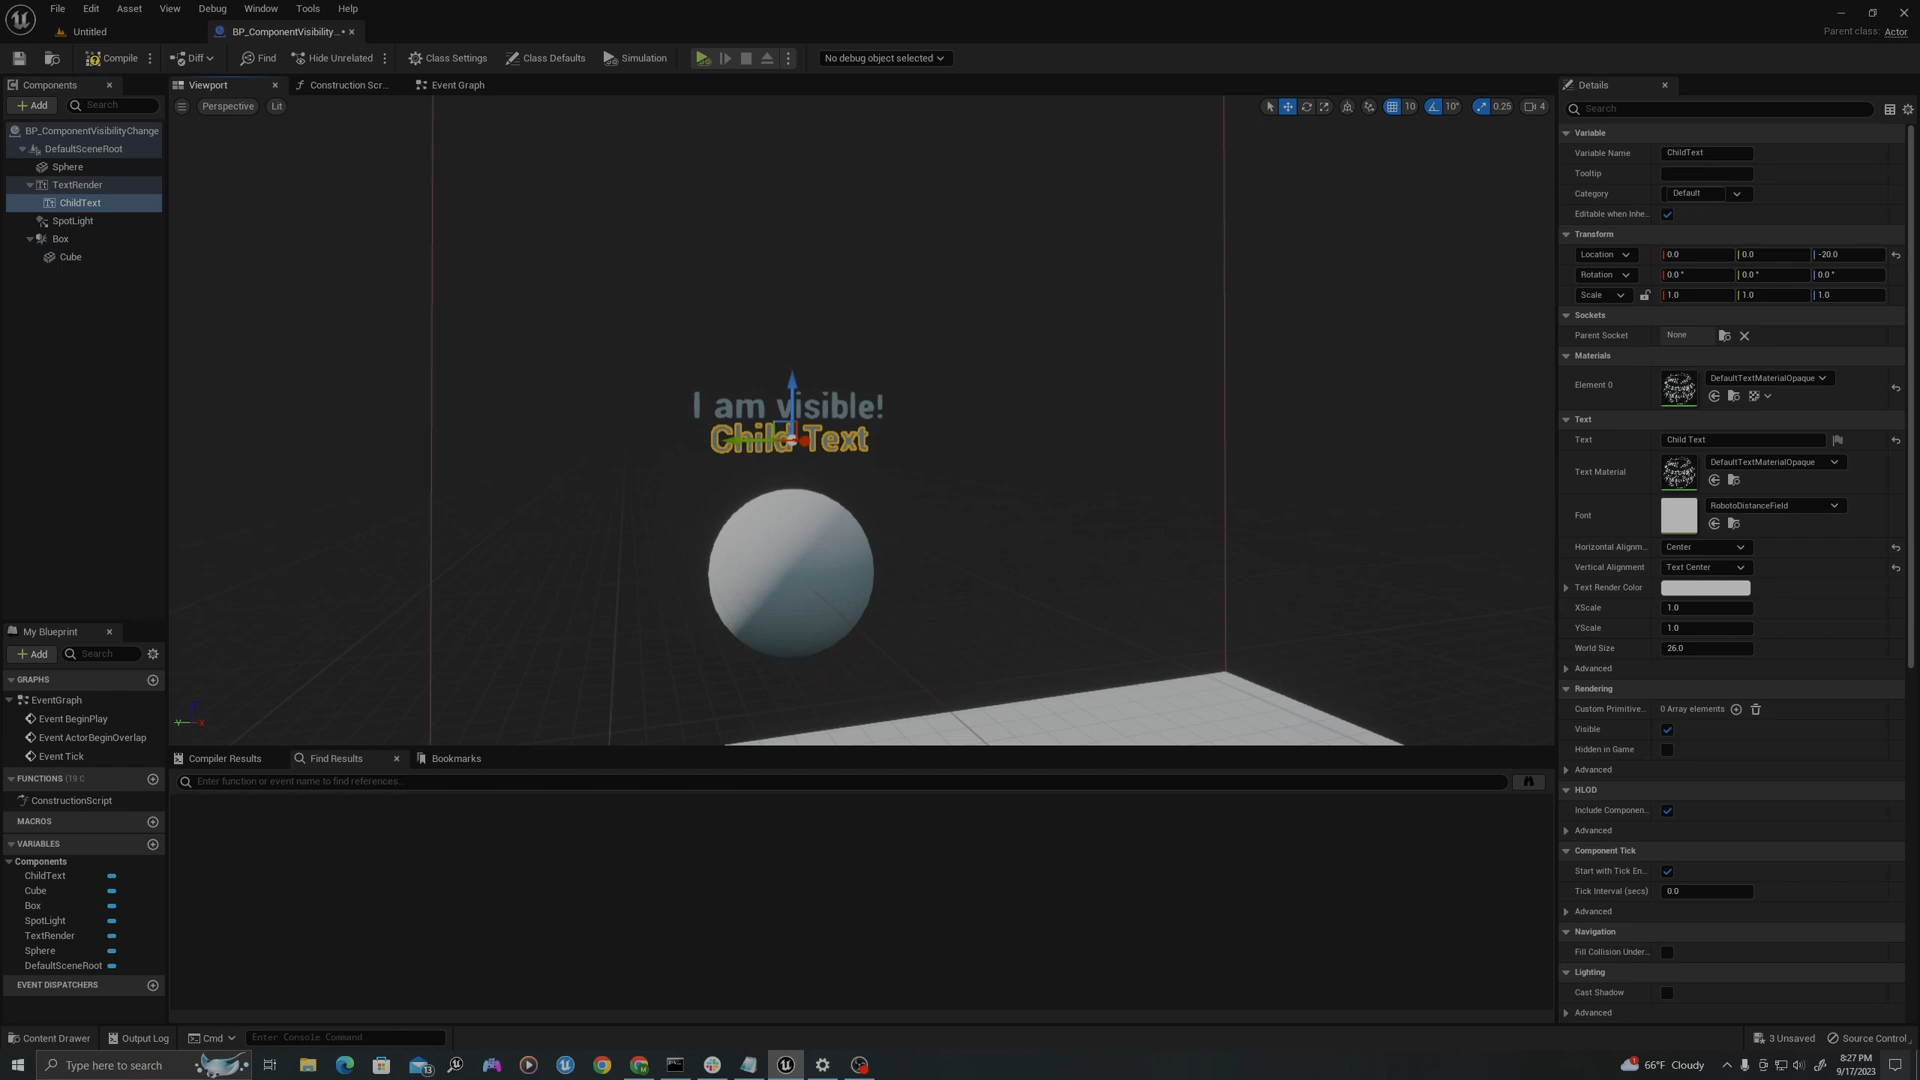 File Edit Asset View Debug Window Tools Help
Untitled
BP_ComponentVisibility...•
Parent class: Actor
Compile
Diff
Find
Hide Unrelated
Class Settings
Class Defaults
Simulation
No debug object selected
Components
Add
Search
BP_ComponentVisibilityChange
DefaultSceneRoot
Sphere
TextRender
ChildText
SpotLight
Box
Cube
Viewport
Construction Scr...
Event Graph
Perspective
Lit
10
10°
0.25
4
I am visible!
Child Text
My Blueprint
Add
Search
GRAPHS
EventGraph
Event BeginPlay
Event ActorBeginOverlap
Event Tick
FUNCTIONS (19 C
ConstructionScript
MACROS
VARIABLES
Components
ChildText
Cube
Box
SpotLight
TextRender
Sphere
DefaultSceneRoot
EVENT DISPATCHERS
Compiler Results
Find Results
Bookmarks
Enter function or event name to find references...
Details
Search
Variable
Variable Name ChildText
Tooltip
Category Default
Editable when Inhe...
Transform
Location 0.0 0.0 -20.0
Rotation 0.0 ° 0.0 ° 0.0 °
Scale 1.0 1.0 1.0
Sockets
Parent Socket None
Materials
Element 0 DefaultTextMaterialOpaque
Text
Text Child Text
Text Material DefaultTextMaterialOpaque
Font RobotoDistanceField
Horizontal Alignm... Center
Vertical Alignment Text Center
Text Render Color
XScale 1.0
YScale 1.0
World Size 26.0
Advanced
Rendering
Custom Primitive... 0 Array elements
Visible
Hidden in Game
Advanced
HLOD
Include Componen...
Advanced
Component Tick
Start with Tick En...
Tick Interval (secs) 0.0
Advanced
Navigation
Fill Collision Under...
Lighting
Cast Shadow
Advanced
Content Drawer
Output Log
Cmd
Enter Console Command
3 Unsaved
Source Control
Type here to search
13
66°F Cloudy
8:27 PM
9/17/2023